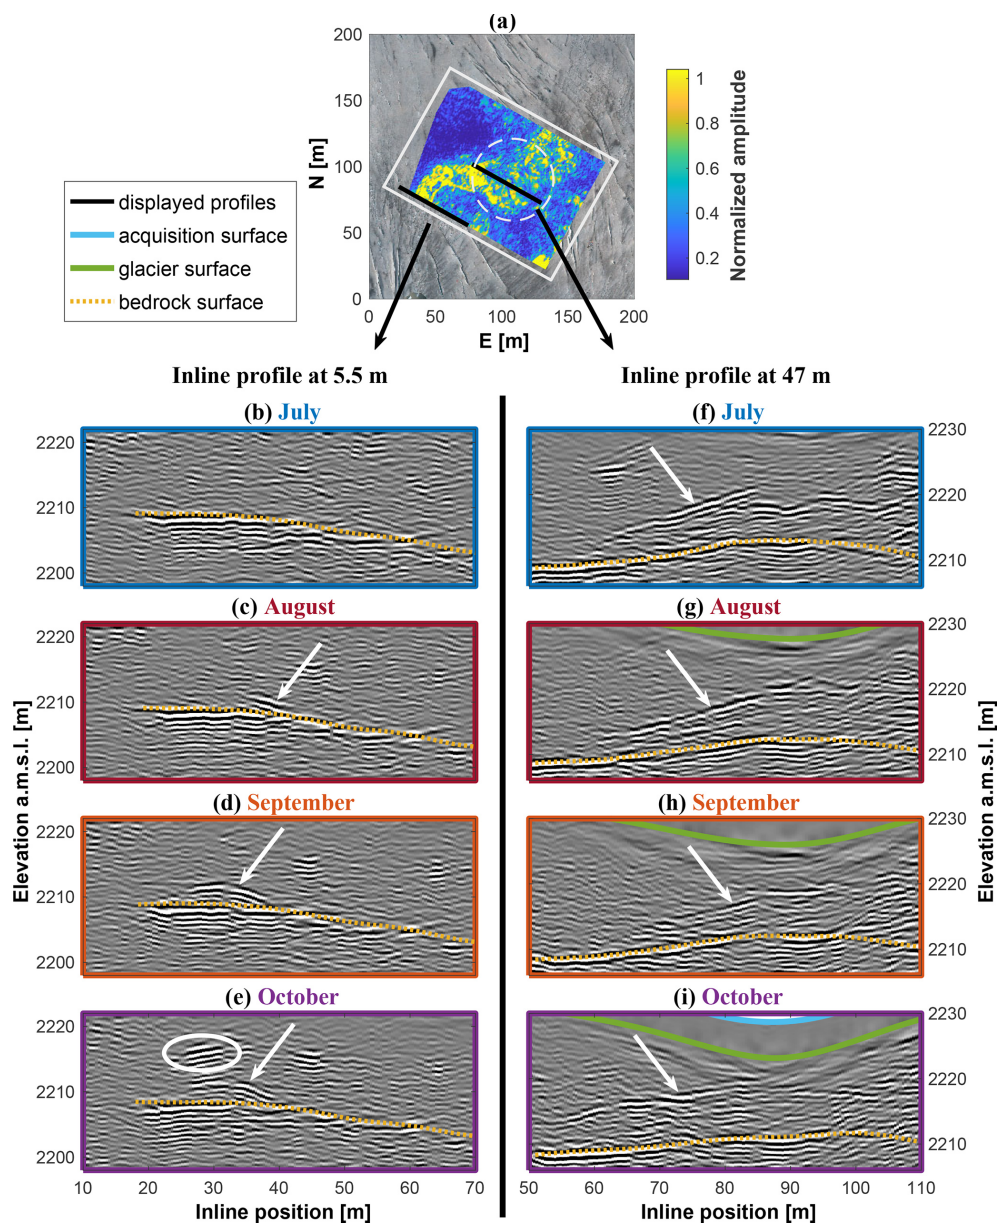 (a)
200
150
100
50
0
N [m]
0
50
100
150
200
E [m]
1
0.8
0.6
0.4
0.2
Normalized amplitude
displayed profiles
acquisition surface
glacier surface
bedrock surface
Inline profile at 5.5 m
Inline profile at 47 m
(b) July
2220
2210
2200
(f) July
2230
2220
2210
(c) August
2220
2210
2200
(g) August
2230
2220
2210
(d) September
2220
2210
2200
(h) September
2230
2220
2210
(e) October
2220
2210
2200
(i) October
2230
2220
2210
Elevation a.m.s.l. [m]
Elevation a.m.s.l. [m]
10
20
30
40
50
60
70
Inline position [m]
50
60
70
80
90
100
110
Inline position [m]